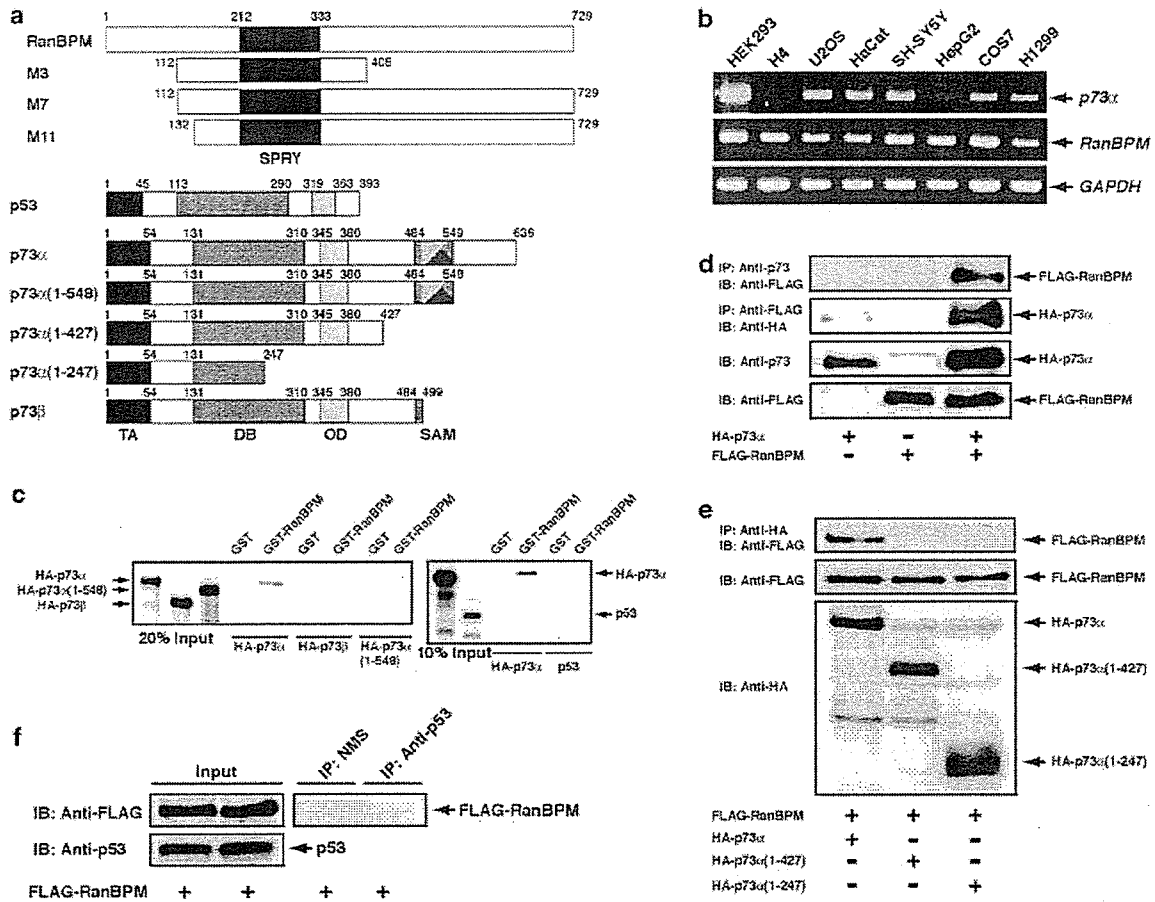 a
1 212 333 729
RanBPM
112 408
M3
112 729
M7
132 729
M11
SPRY
1 45 113 290 319 363 393
p53
1 54 131 310 345 380 484 549 636
p73α
1 54 131 310 345 380 484 548
p73α(1-548)
1 54 131 310 345 380 427
p73α(1-427)
1 54 131 247
p73α(1-247)
1 54 131 310 345 380 484 499
p73β
TA DB OD SAM
b
HEK293 H4 U2OS HaCat SH-SY5Y HepG2 COS7 H1299
p73α
RanBPM
GAPDH
c
GST GST-RanBPM GST GST-RanBPM GST GST-RanBPM
HA-p73α
HA-p73α(1-548)
HA-p73β
20% Input
HA-p73α HA-p73β HA-p73α
(1-548)
GST GST-RanBPM GST GST-RanBPM
HA-p73α
p53
10% Input
HA-p73α p53
d
IP: Anti-p73
IB: Anti-FLAG
FLAG-RanBPM
IP: Anti-FLAG
IB: Anti-HA
HA-p73α
IB: Anti-p73
HA-p73α
IB: Anti-FLAG
FLAG-RanBPM
HA-p73α + - +
FLAG-RanBPM - + +
e
IP: Anti-HA
IB: Anti-FLAG
FLAG-RanBPM
IB: Anti-FLAG
FLAG-RanBPM
HA-p73α
HA-p73α(1-427)
IB: Anti-HA
HA-p73α(1-247)
FLAG-RanBPM + + +
HA-p73α + - -
HA-p73α(1-427) - + -
HA-p73α(1-247) - - +
f
Input IP: NMS IP: Anti-p53
IB: Anti-FLAG
FLAG-RanBPM
IB: Anti-p53
p53
FLAG-RanBPM + + + +